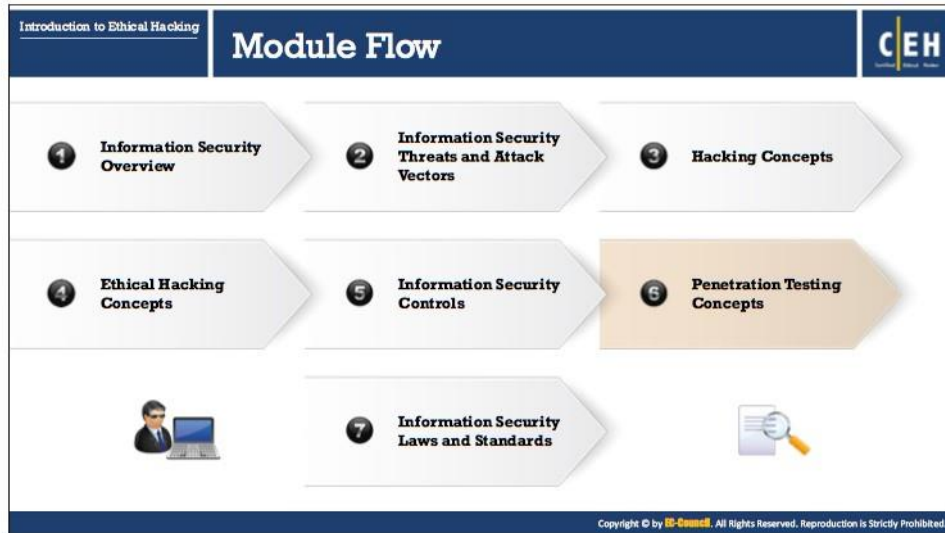 Introduction to Ethical Hacking
Module Flow
C|EH
1
Information Security
Overview
2
Information Security
Threats and Attack
Vectors
3
Hacking Concepts
4
Ethical Hacking
Concepts
5
Information Security
Controls
6
Penetration Testing
Concepts
7
Information Security
Laws and Standards
Copyright © by EC-Council. All Rights Reserved. Reproduction is Strictly Prohibited.